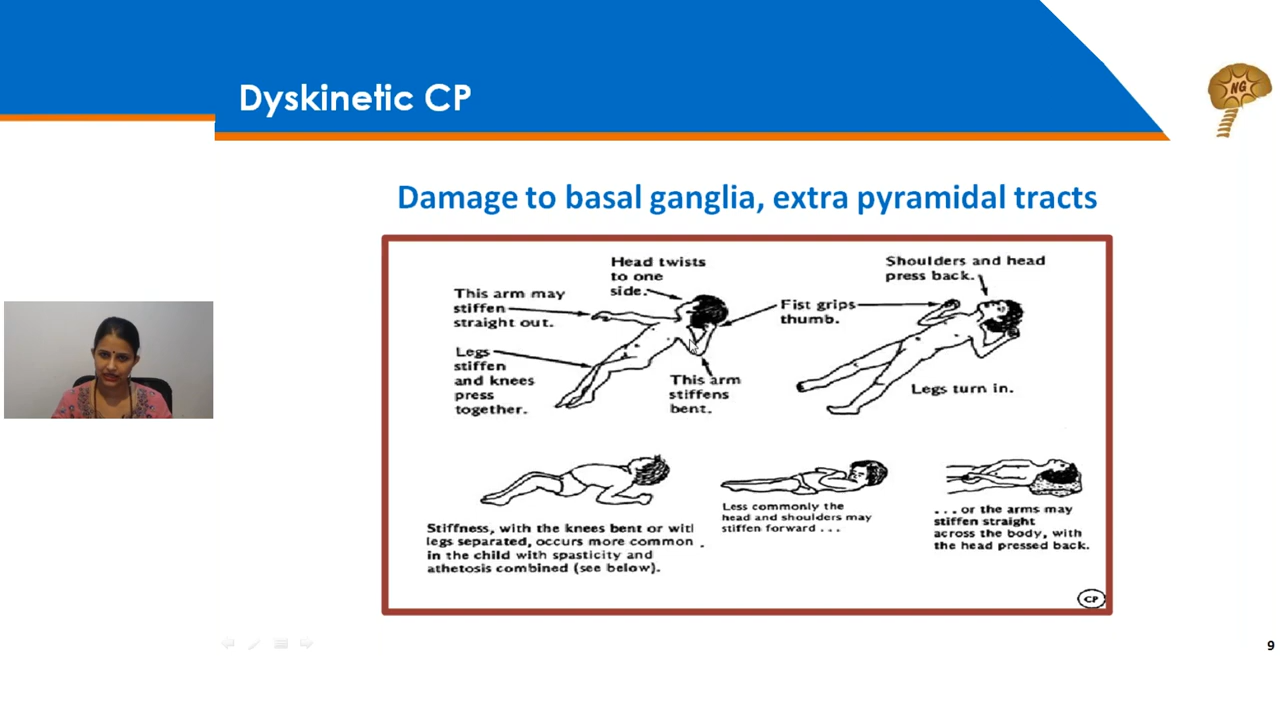 Dyskinetic CP
NG
Damage to basal ganglia, extra pyramidal tracts
Head twists
to one
side.
This arm may
stiffen
straight out.
Legs
stiffen
and knees
press
together.
This arm
stiffens
bent.
Fist grips
thumb.
Shoulders and head
press back.
Legs turn in.
Stiffness, with the knees bent or witl
legs separated, occurs more common
in the child with spasticity and
athetosis combined (see below).
Less commonly the
head and shoulders may
stiffen forward ...
...or the arms may
stiffen straight
across the body, with
the head pressed back.
CP
9